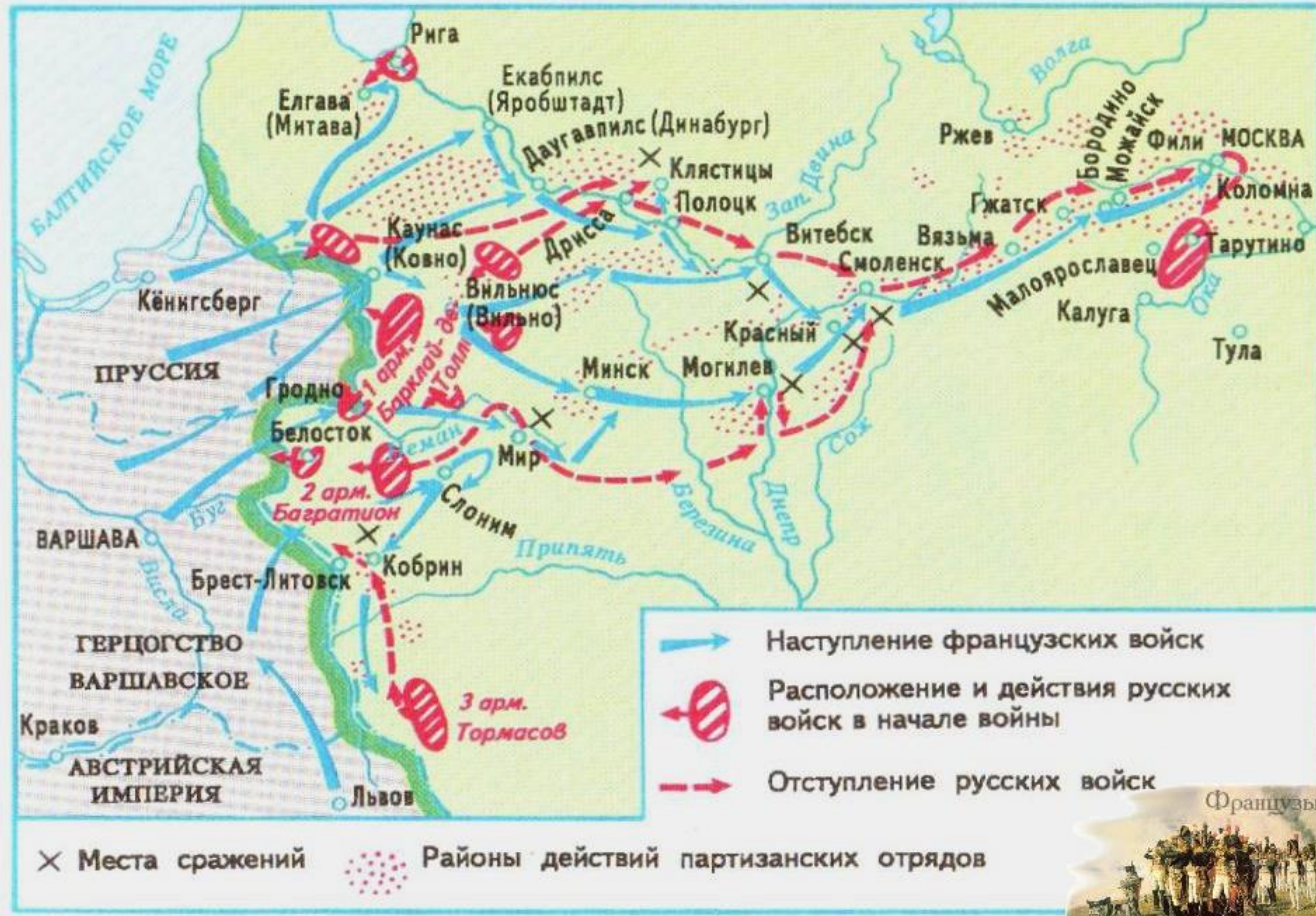 Рига
Елгава
(Митава)
Екабпилс
(Яробштадт)
Даугавпилс (Динабург)
Клястицы
Полоцк
Дрисса
Зап. Двина
Волга
Ржев
Бородино
Можайск
Фили
МОСКВА
Коломна
Гжатск
Вязьма
Витебск
Смоленск
Тарутино
Малоярославец
Калуга
Ока
Тула
БАЛТИЙСКОЕ МОРЕ
Каунас
(Ковно)
Вильнюс
(Вильно)
Кёнигсберг
ПРУССИЯ
Красный
Минск
Могилев
Гродно
1 арм.
Барклай-де-
Толли
Белосток
Неман
Мир
Сож
2 арм.
Багратион
Слоним
Березина
Днепр
Буг
ВАРШАВА
Висла
Брест-Литовск
Кобрин
Припять
ГЕРЦОГСТВО
ВАРШАВСКОЕ
3 арм.
Тормасов
Краков
АВСТРИЙСКАЯ
ИМПЕРИЯ
Львов
Наступление французских войск
Расположение и действия русских
войск в начале войны
Отступление русских войск
Места сражений
Районы действий партизанских отрядов
Французы